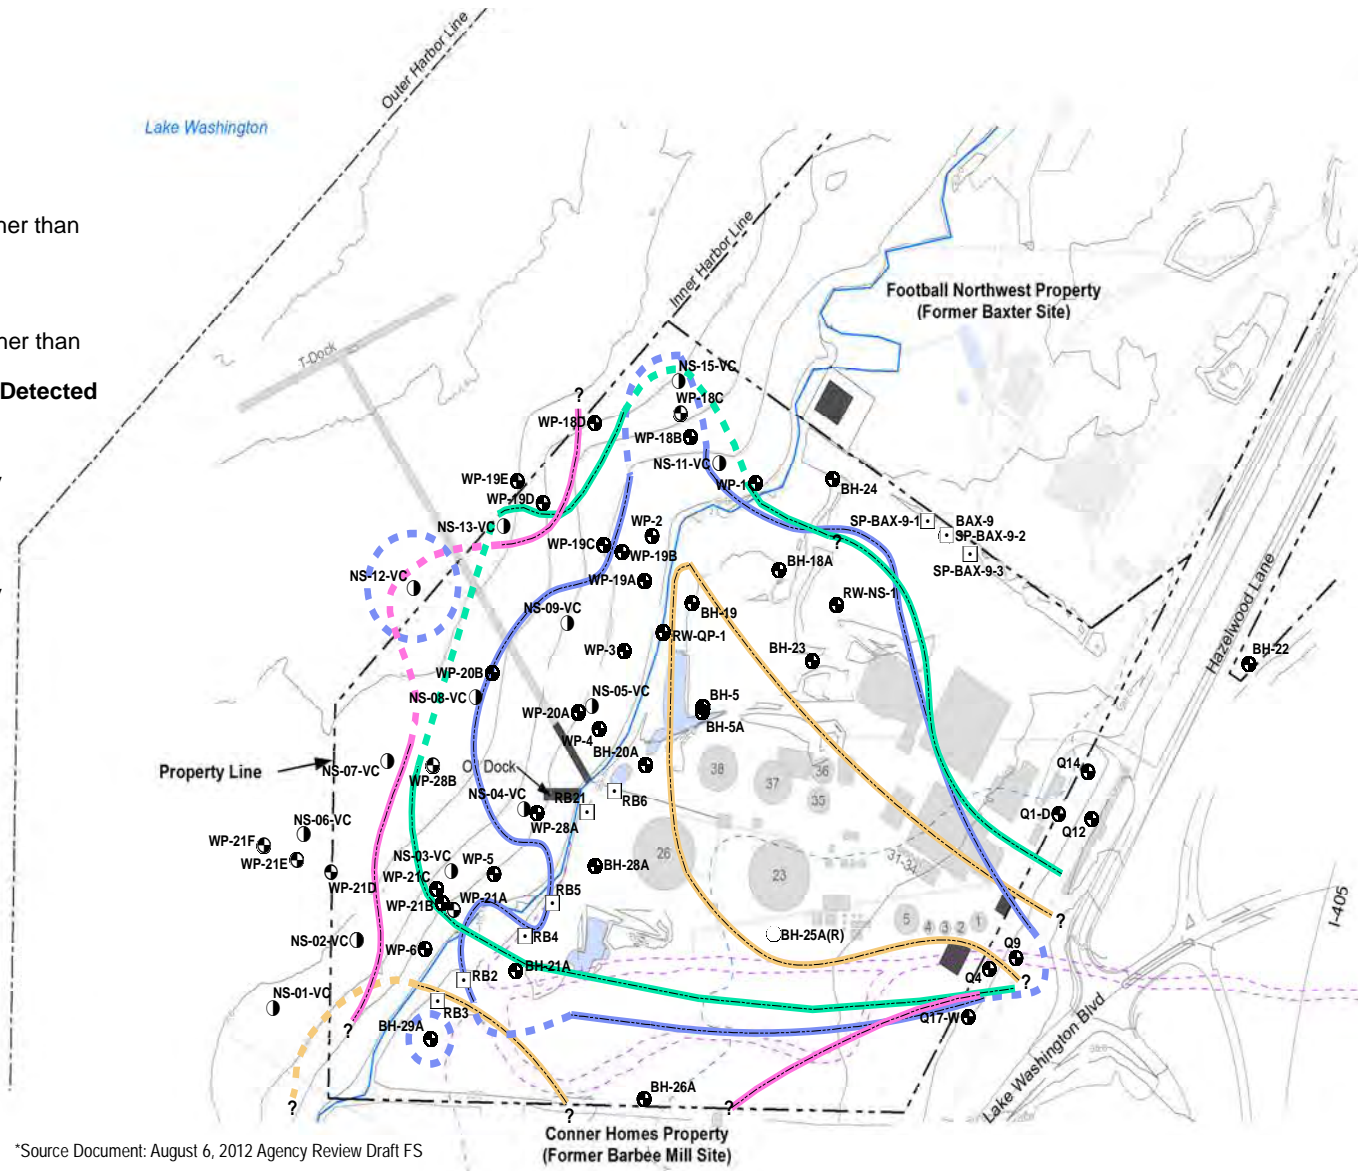 Outer Harbor Line
Lake Washington
ner than
Inner Harbor Line
Football Northwest Property
(Former Baxter Site)
ner than
T-Dock
Detected
?
NS-15-VC
WP-18C
WP-18D
WP-18B
NS-11-VC
WP-19E
WP-1
BH-24
WP-19D
NS-13-VC
SP-BAX-9-1
BAX-9
SP-BAX-9-2
WP-2
?
WP-19C
WP-19B
SP-BAX-9-3
NS-12-VC
WP-19A
BH-18A
RW-NS-1
NS-09-VC
BH-19
Hazelwood Lane
RW-QP-1
WP-3
BH-23
BH-22
WP-20B
NS-08-VC
NS-05-VC
BH-5
WP-20A
BH-5A
WP-4
BH-20A
Property Line
NS-07-VC
WP-28B
Dock
38
37
36
Q14
NS-04-VC
RB21
RB6
35
Q1-D
Q12
WP-28A
NS-06-VC
WP-21F
WP-21E
NS-03-VC
WP-5
BH-28A
26
31-34
WP-21D
WP-21C
23
WP-21A
RB5
WP-21B
5
4
3
2
1
?
I-405
NS-02-VC
RB4
BH-25A(R)
WP-6
Q9
BH-21A
Q4
RB2
?
NS-01-VC
RB3
Q17-W
?
BH-29A
Lake Washington Blvd
BH-26A
?
?
?
Conner Homes Property
(Former Barbee Mill Site)
*Source Document: August 6, 2012 Agency Review Draft FS